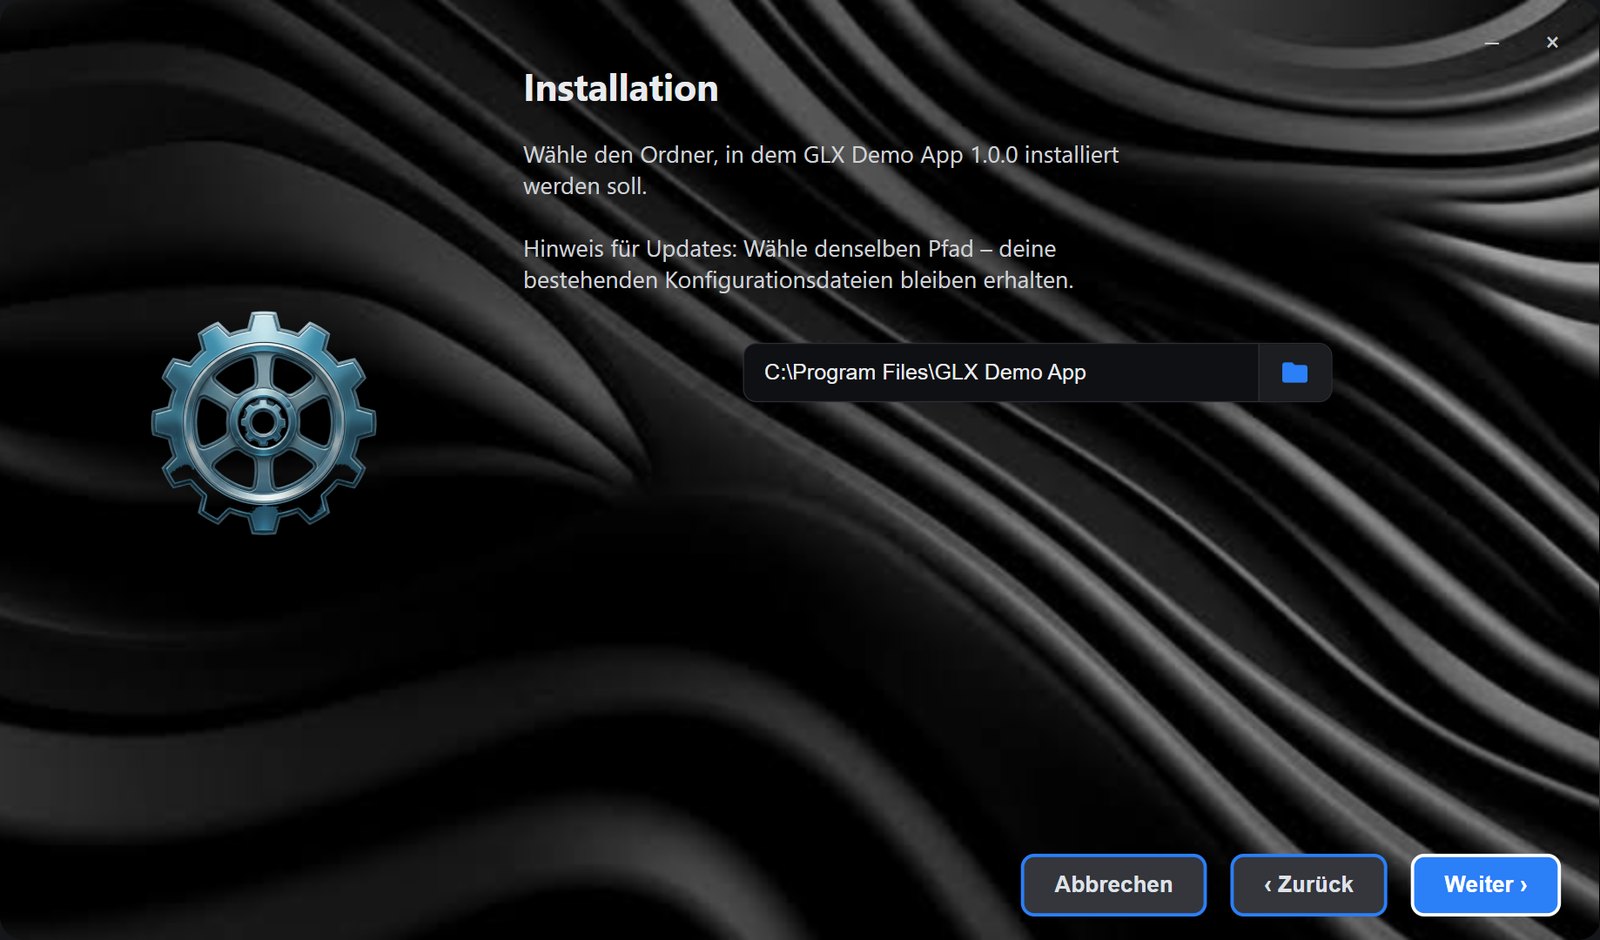 Installation
Wähle den Ordner, in dem GLX Demo App 1.0.0 installiert
werden soll.
Hinweis für Updates: Wähle denselben Pfad – deine
bestehenden Konfigurationsdateien bleiben erhalten.
C:\Program Files\GLX Demo App
Abbrechen
‹ Zurück
Weiter ›